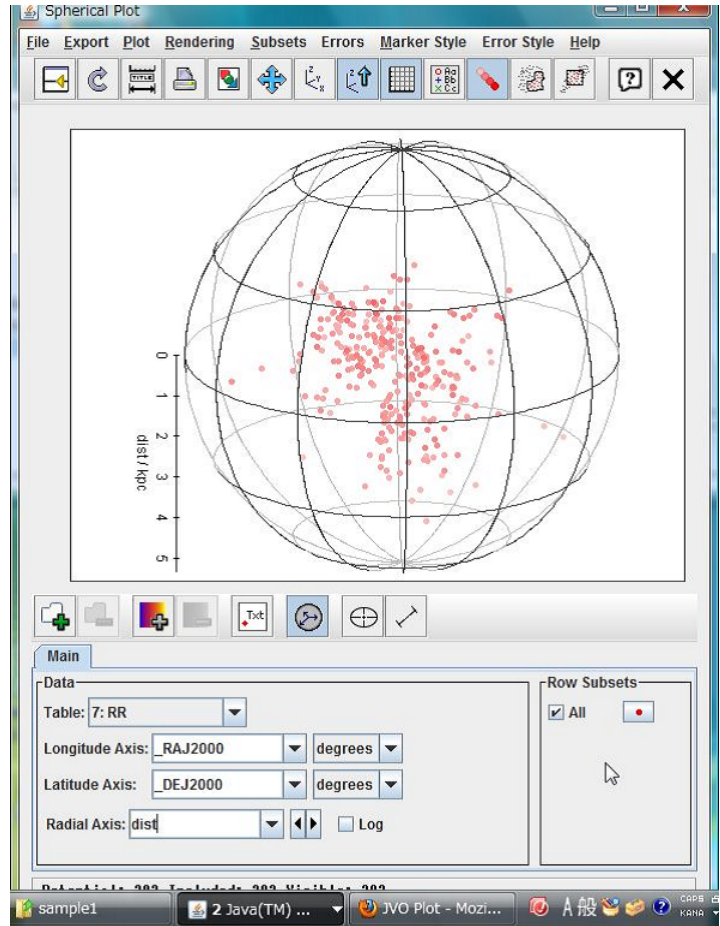 Spherical Plot
File Export Plot Rendering Subsets Errors Marker Style Error Style Help
TITLE
0
1
2
3
4
5
dist / kpc
Txt
Main
Data
Table: 7: RR
Longitude Axis: _RAJ2000 degrees
Latitude Axis: _DEJ2000 degrees
Radial Axis: dist Log
Row Subsets
All
sample1
2 Java(TM) ...
JVO Plot - Mozi...
A 般
CAPS
KANA